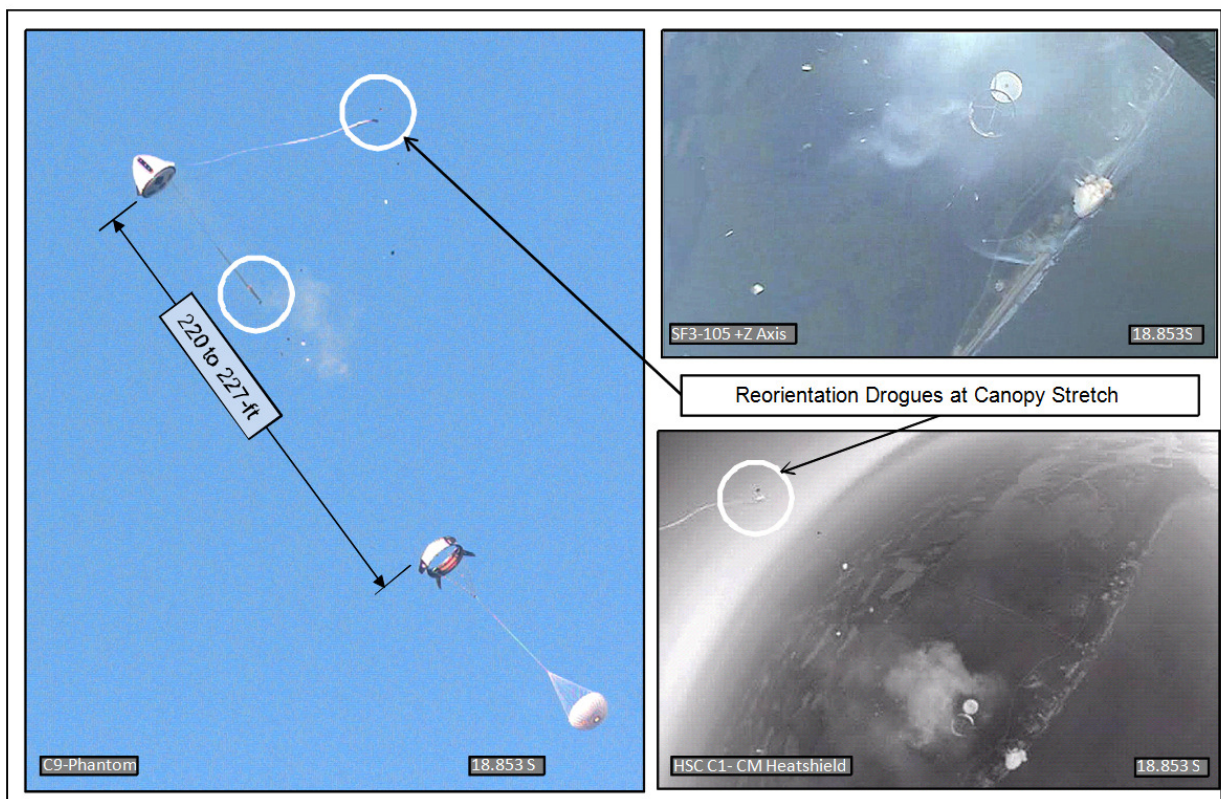 220 to 227-ft
C9-Phantom
18.853 S
SF3-105 +Z Axis
18.853S
Reorientation Drogues at Canopy Stretch
HSC C1- CM Heatshield
18.853 S